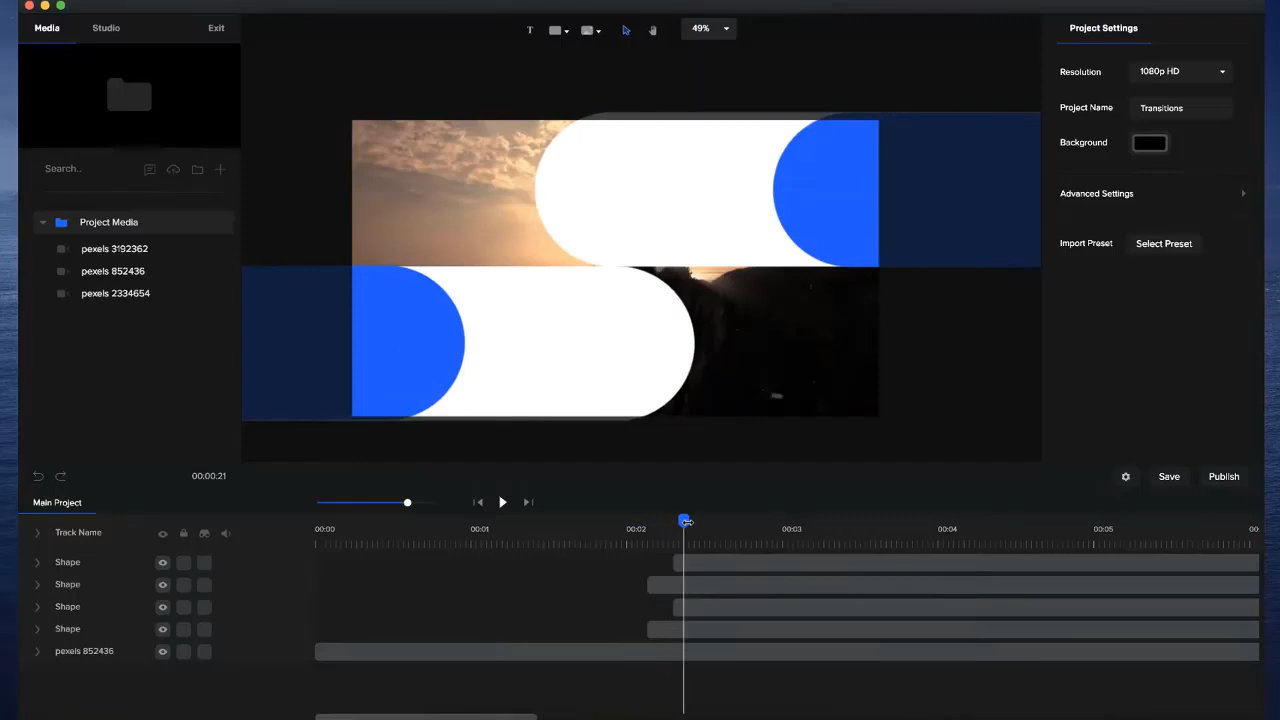 Media Studio Exit
T 49%
Project Settings
Resolution 1080p HD
Project Name Transitions
Background
Search..
Advanced Settings
Project Media
Import Preset Select Preset
pexels 3192362
pexels 852436
pexels 2334654
00:00:21
Save Publish
Main Project
Track Name 00:00 00:01 00:02 00:03 00:04 00:05 00
Shape
Shape
Shape
Shape
pexels 852436